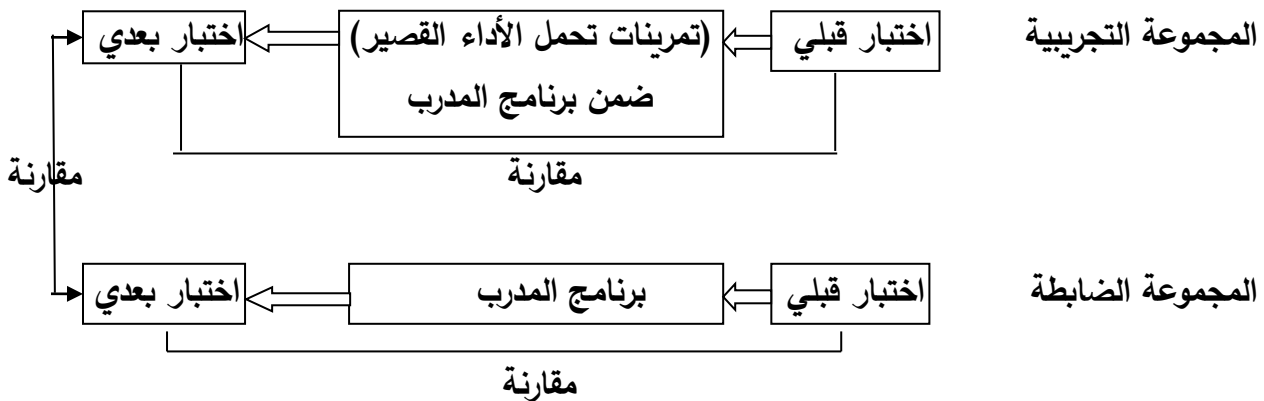 المجموعة التجريبية
اختبار قبلي
(تمرينات تحمل الأداء القصير)
ضمن برنامج المدرب
اختبار بعدي
مقارنة
مقارنة
المجموعة الضابطة
اختبار قبلي
برنامج المدرب
اختبار بعدي
مقارنة